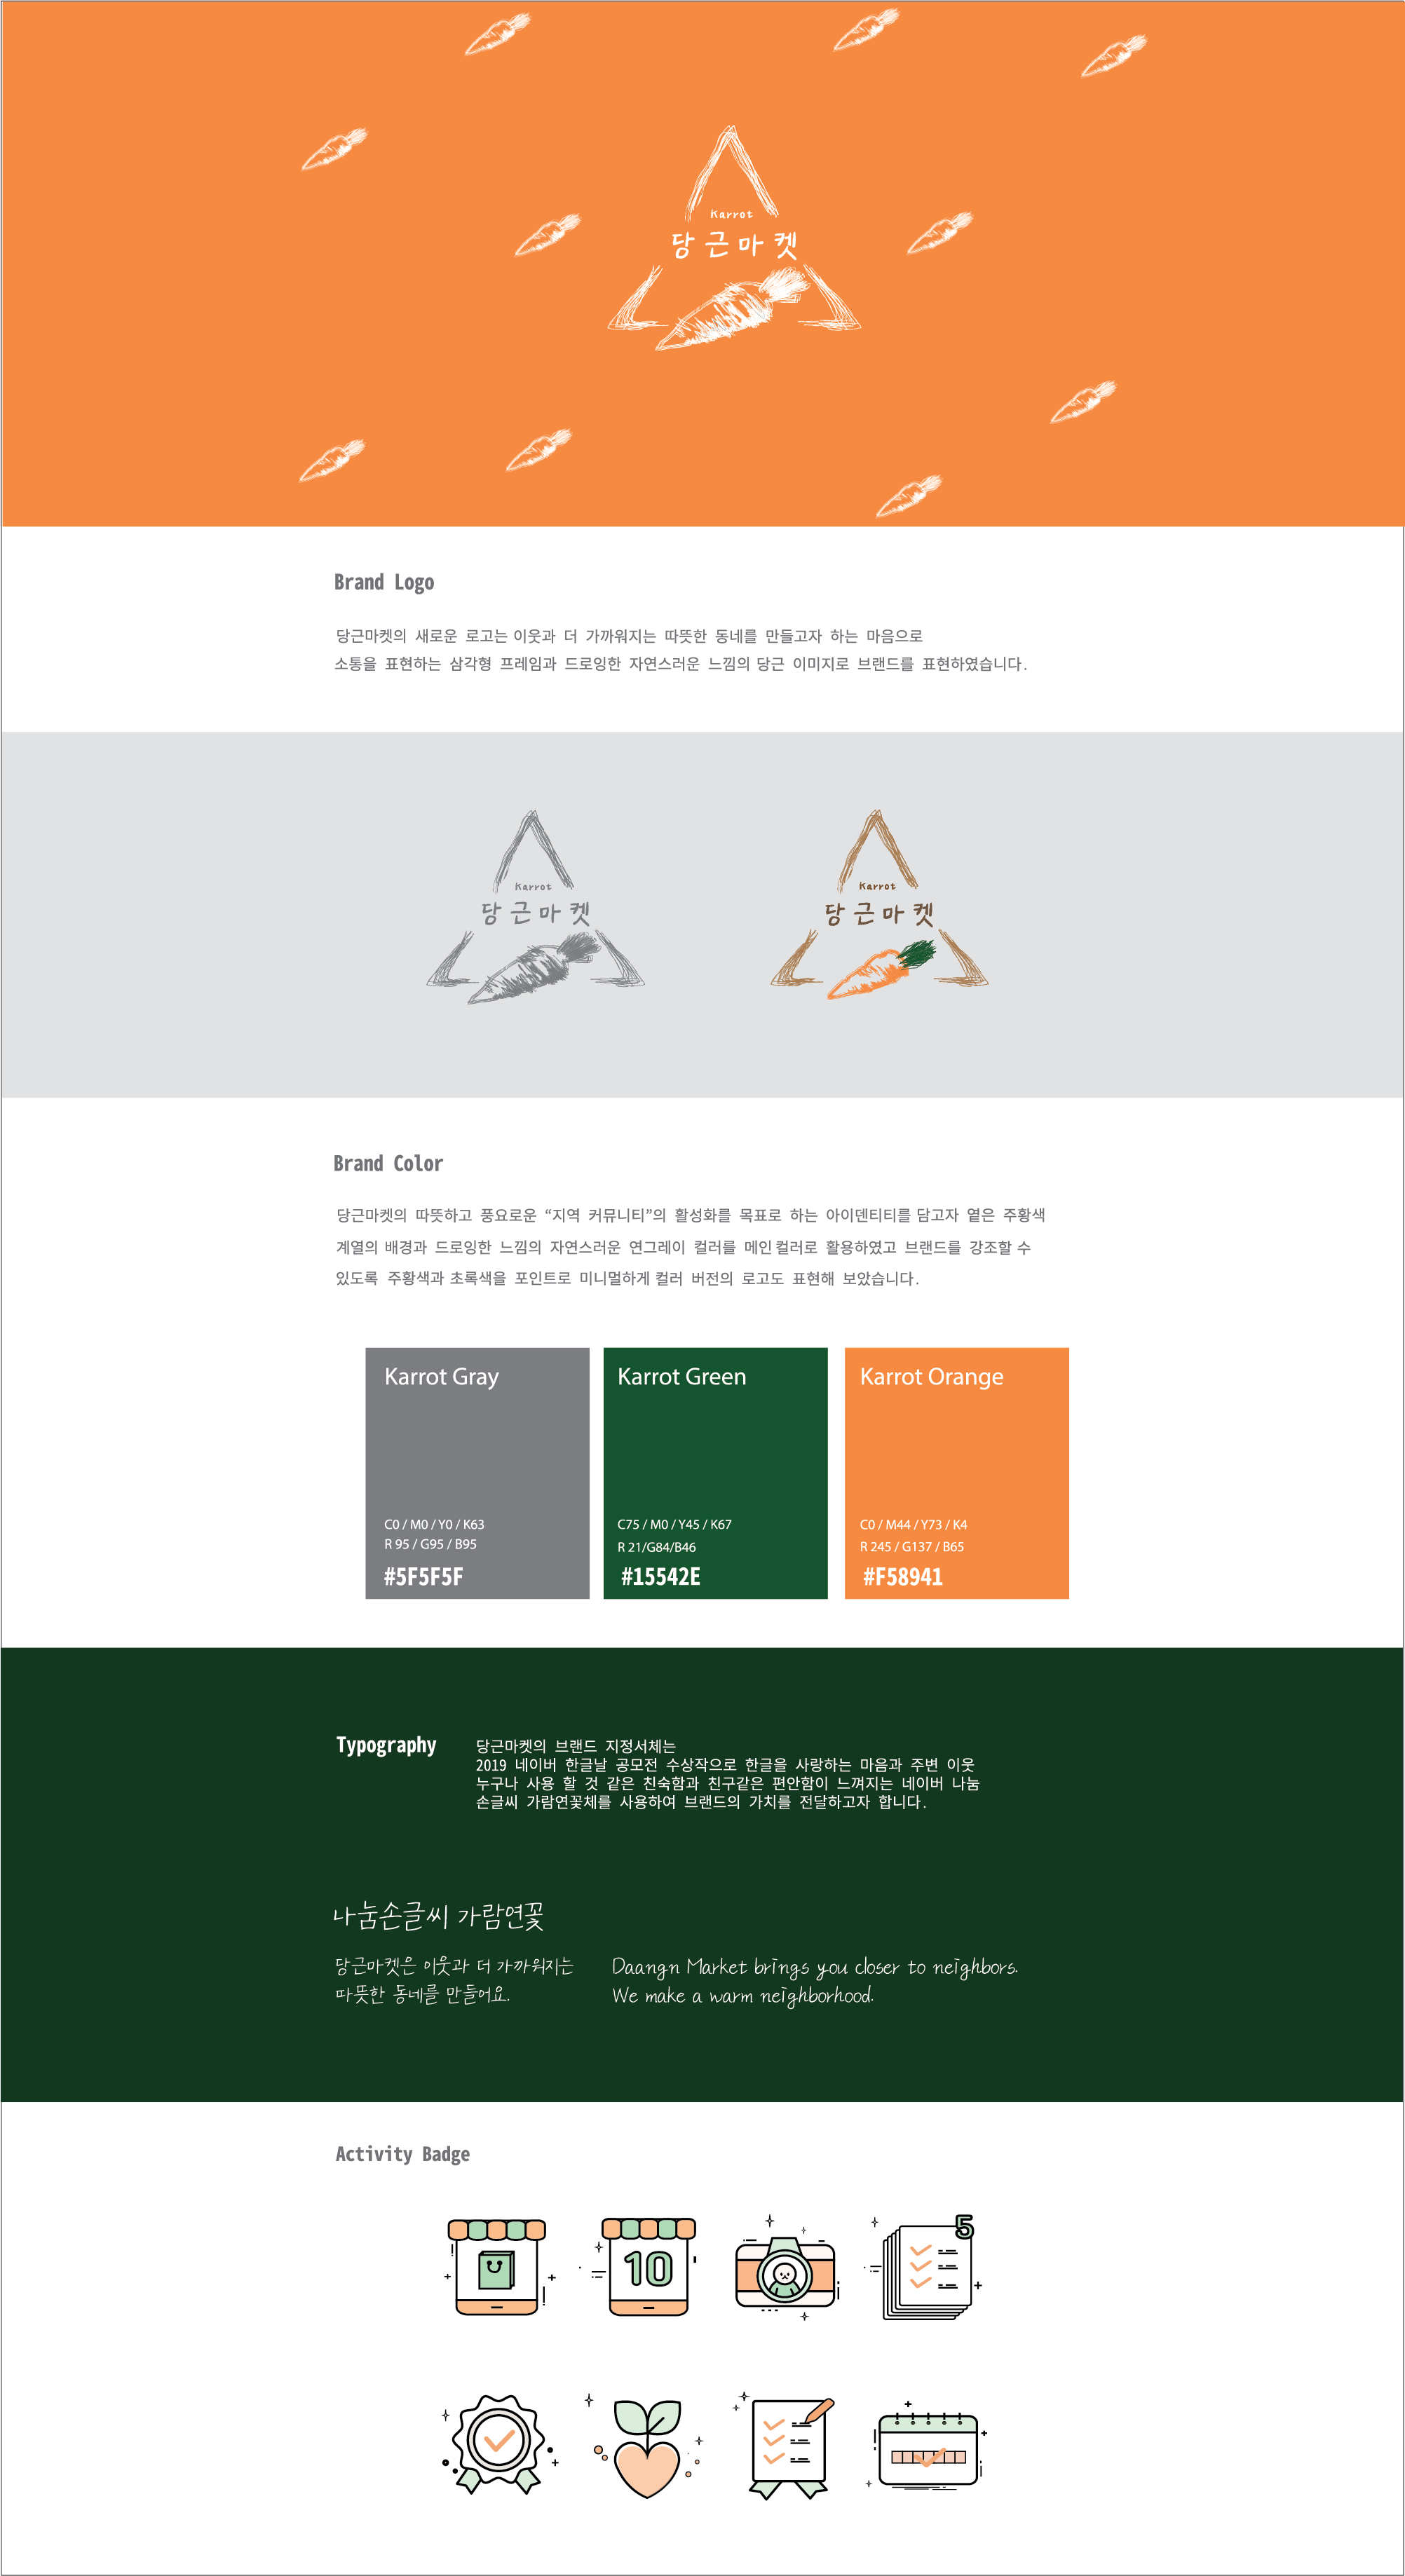 Karrot
당근마켓
Brand Logo
당근마켓의 새로운 로고는 이웃과 더 가까워지는 따뜻한 동네를 만들고자 하는 마음으로
소통을 표현하는 삼각형 프레임과 드로잉한 자연스러운 느낌의 당근 이미지로 브랜드를 표현하였습니다.
Karrot
당근마켓
Karrot
당근마켓
Brand Color
당근마켓의 따뜻하고 풍요로운 “지역 커뮤니티”의 활성화를 목표로 하는 아이덴티티를 담고자 옅은 주황색
계열의 배경과 드로잉한 느낌의 자연스러운 연그레이 컬러를 메인 컬러로 활용하였고 브랜드를 강조할 수
있도록 주황색과 초록색을 포인트로 미니멀하게 컬러 버전의 로고도 표현해 보았습니다.
Karrot Gray
C0 / M0 / Y0 / K63
R 95 / G95 / B95
#5F5F5F
Karrot Green
C75 / M0 / Y45 / K67
R 21/G84/B46
#15542E
Karrot Orange
C0 / M44 / Y73 / K4
R 245 / G137 / B65
#F58941
Typography
당근마켓의 브랜드 지정서체는
2019 네이버 한글날 공모전 수상작으로 한글을 사랑하는 마음과 주변 이웃
누구나 사용 할 것 같은 친숙함과 친구같은 편안함이 느껴지는 네이버 나눔
손글씨 가람연꽃체를 사용하여 브랜드의 가치를 전달하고자 합니다.
나눔손글씨 가람연꽃
당근마켓은 이웃과 더 가까워지는
따뜻한 동네를 만들어요.
Daangn Market brings you closer to neighbors.
We make a warm neighborhood.
Activity Badge
10
5